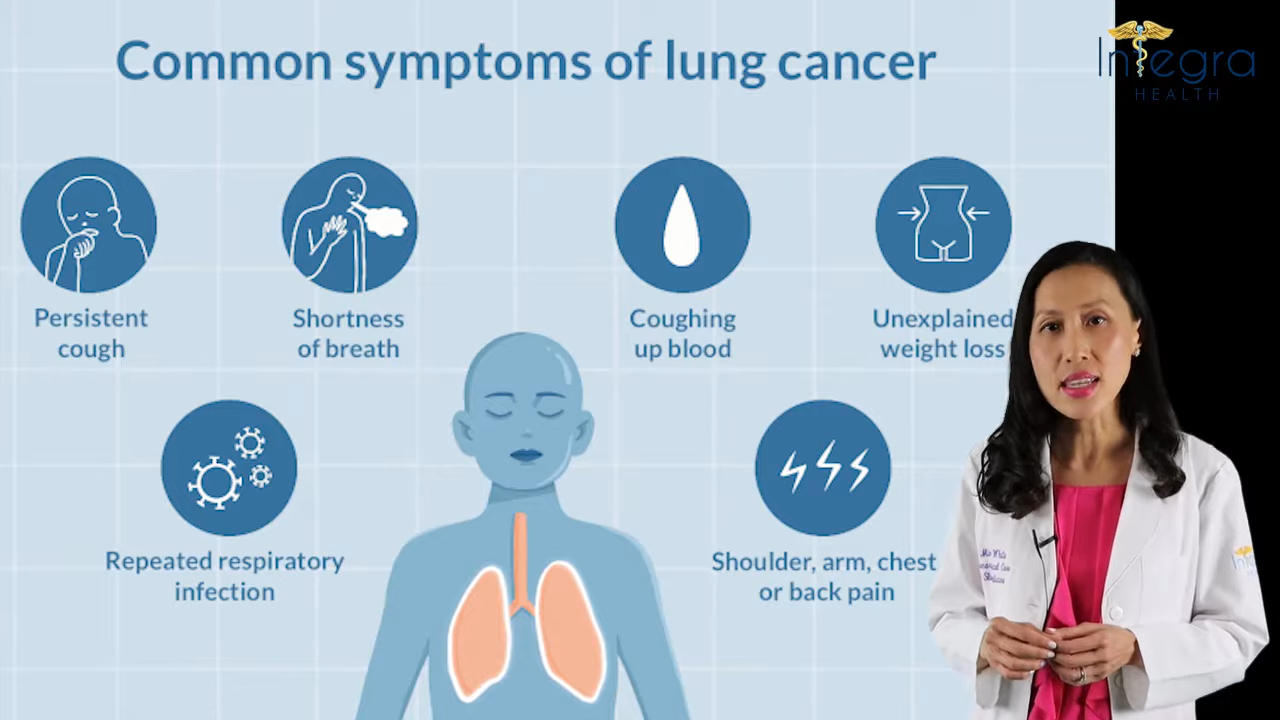 Common symptoms of lung cancer
Integra
HEALTH
Persistent
cough
Shortness
of breath
Coughing
up blood
Unexplained
weight loss
Repeated respiratory
infection
Shoulder, arm, chest
or back pain